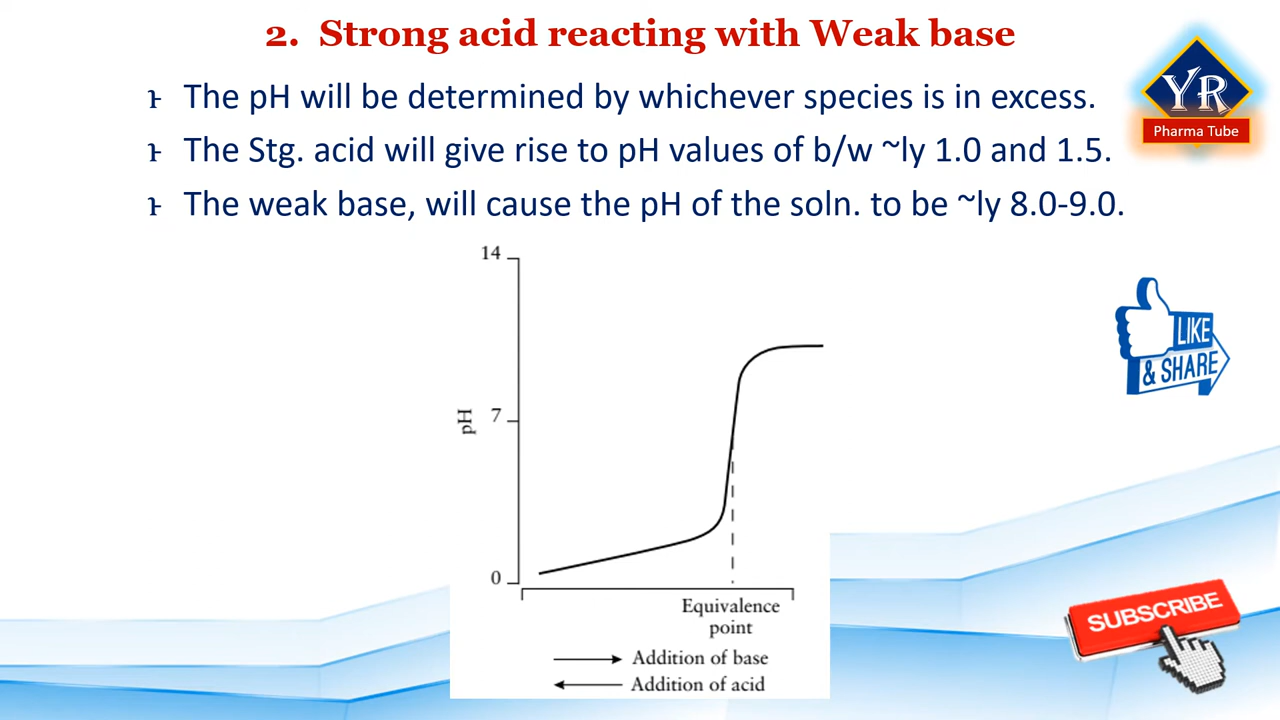 2. Strong acid reacting with Weak base
The pH will be determined by whichever species is in excess.
The Stg. acid will give rise to pH values of b/w ~ly 1.0 and 1.5.
The weak base, will cause the pH of the soln. to be ~ly 8.0-9.0.
YR
Pharma Tube
14
pH
7
0
Equivalence
point
Addition of base
Addition of acid
LIKE
& SHARE
SUBSCRIBE